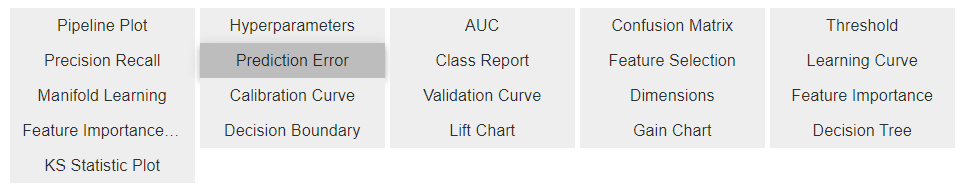 Pipeline Plot Hyperparameters AUC Confusion Matrix Threshold
Precision Recall Prediction Error Class Report Feature Selection Learning Curve
Manifold Learning Calibration Curve Validation Curve Dimensions Feature Importance
Feature Importance... Decision Boundary Lift Chart Gain Chart Decision Tree
KS Statistic Plot